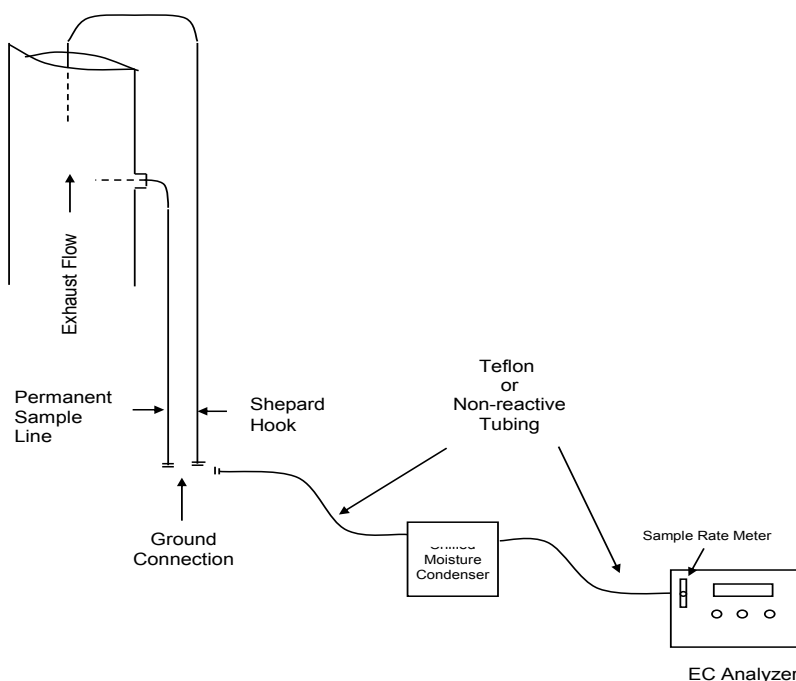 Exhaust Flow
Permanent
Sample
Line
Shepard
Hook
Ground
Connection
Teflon
or
Non-reactive
Tubing
Moisture
Condenser
Sample Rate Meter
EC Analyzer